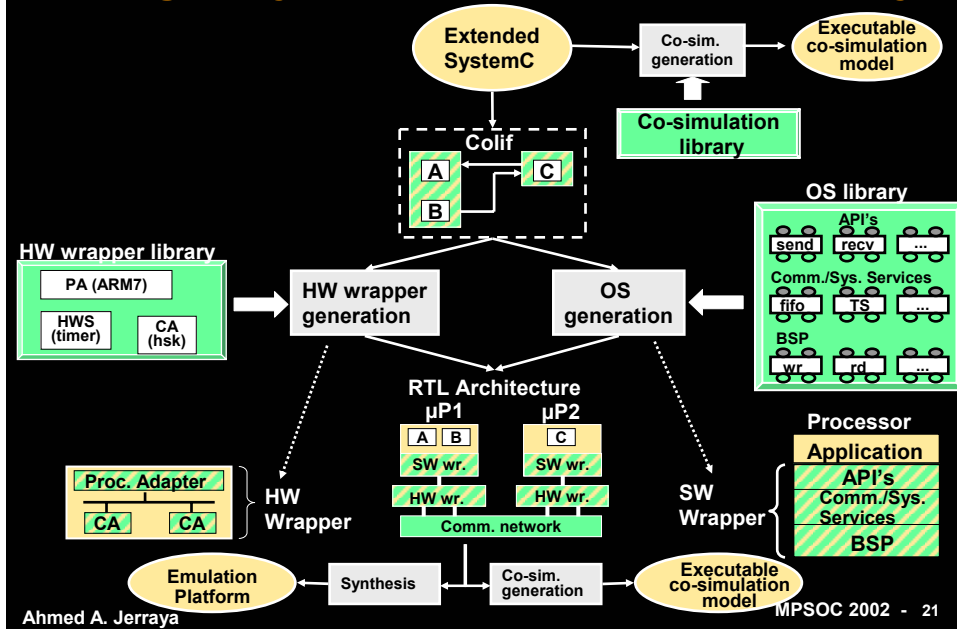 Extended
SystemC
Co-sim.
generation
Executable
co-simulation
model
Co-simulation
library
Colif
A
C
B
OS library
API's
send recv ...
Comm./Sys. Services
fifo TS ...
BSP
wr rd ...
HW wrapper library
PA (ARM7)
HWS
(timer)
CA
(hsk)
HW wrapper
generation
OS
generation
RTL Architecture
µP1 µP2
A B C
SW wr. SW wr.
HW wr. HW wr.
Comm. network
Proc. Adapter
CA CA
HW
Wrapper
SW
Wrapper
Processor
Application
API's
Comm./Sys.
Services
BSP
Emulation
Platform
Synthesis
Co-sim.
generation
Executable
co-simulation
model
Ahmed A. Jerraya
MPSOC 2002 - 21